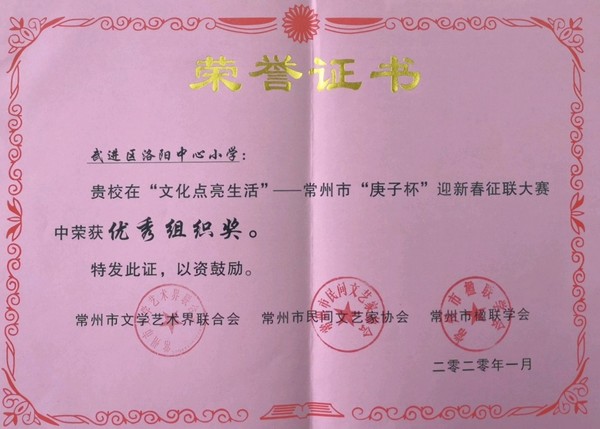 荣誉证书
武进区洛阳中心小学：
贵校在“文化点亮生活”——常州市“庚子杯”迎新春征联大赛
中荣获优秀组织奖。
特发此证，以资鼓励。
常州市文学艺术界联合会 常州市民间文艺家协会 常州市楹联学会
二零二零年一月